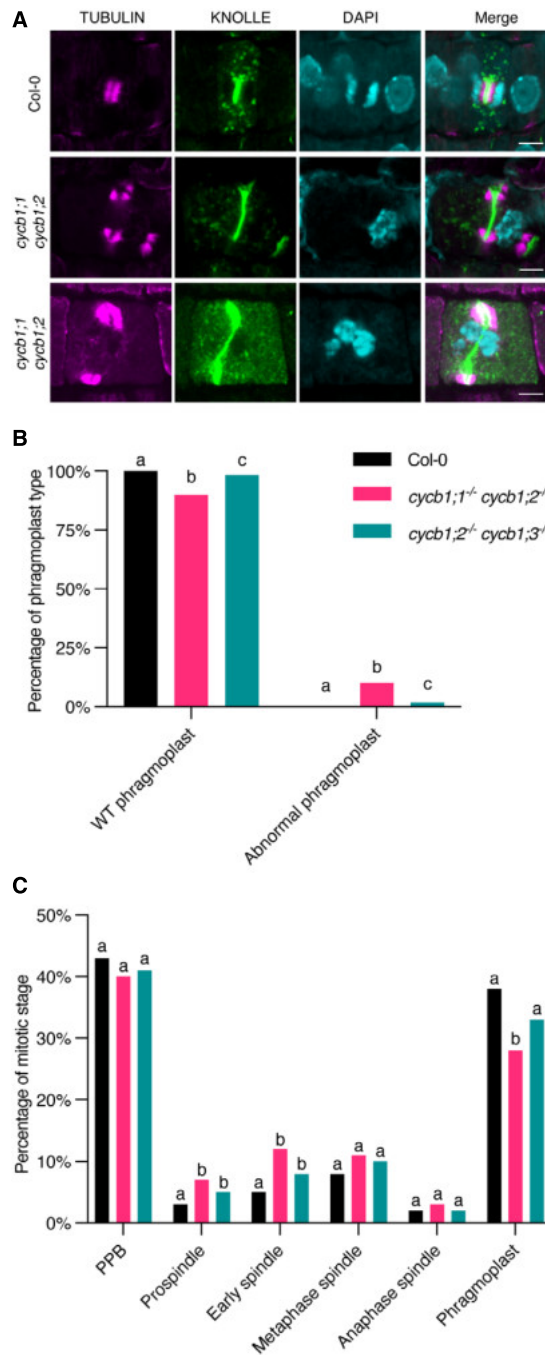 A
TUBULIN KNOLLE DAPI Merge
Col-0
cycb1;1
cycb1;2
cycb1;1
cycb1;2
B
Percentage of phragmoplast type
100%
75%
50%
25%
0%
a b c
a b c
WT phragmoplast
Abnormal phragmoplast
Col-0
cycb1;1-/- cycb1;2-/
cycb1;2-/- cycb1;3-/
C
Percentage of mitotic stage
50%
40%
30%
20%
10%
0%
a a a
a b b
a b b
a a a
a a a
a b a
PPB
Prospindle
Early spindle
Metaphase spindle
Anaphase spindle
Phragmoplast